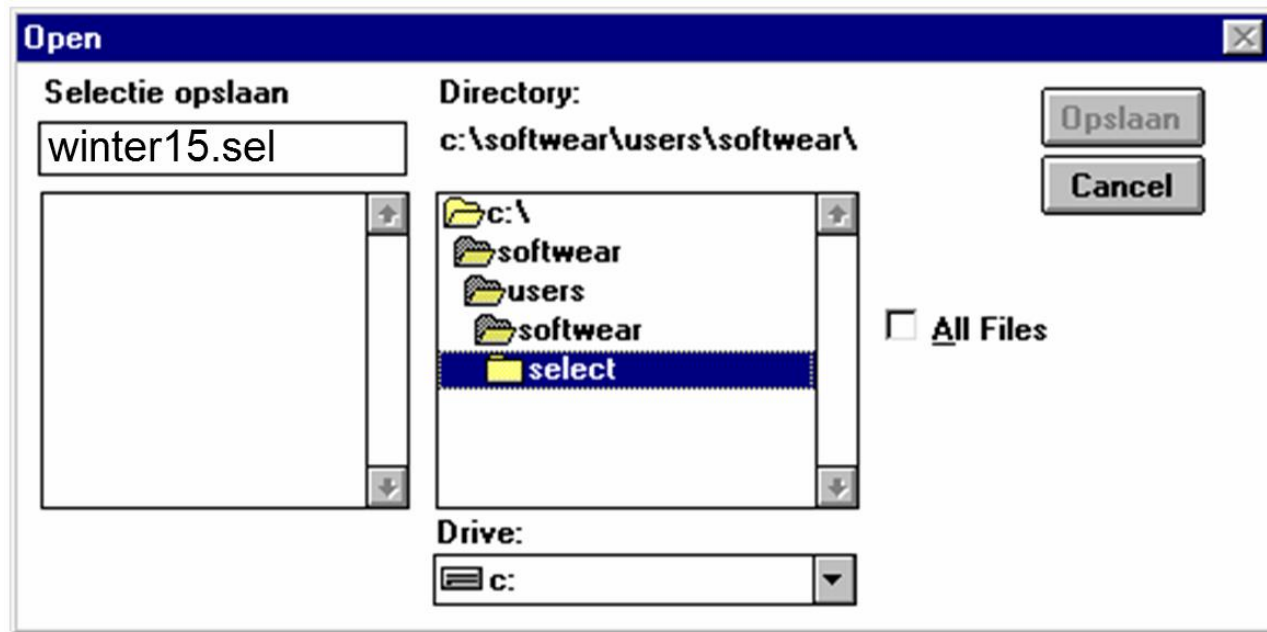 Open
Selectie opslaan
winter15.sel
Directory:
c:\softwear\users\softwear\
c:\
softwear
users
softwear
select
Drive:
c:
Opslaan
Cancel
All Files